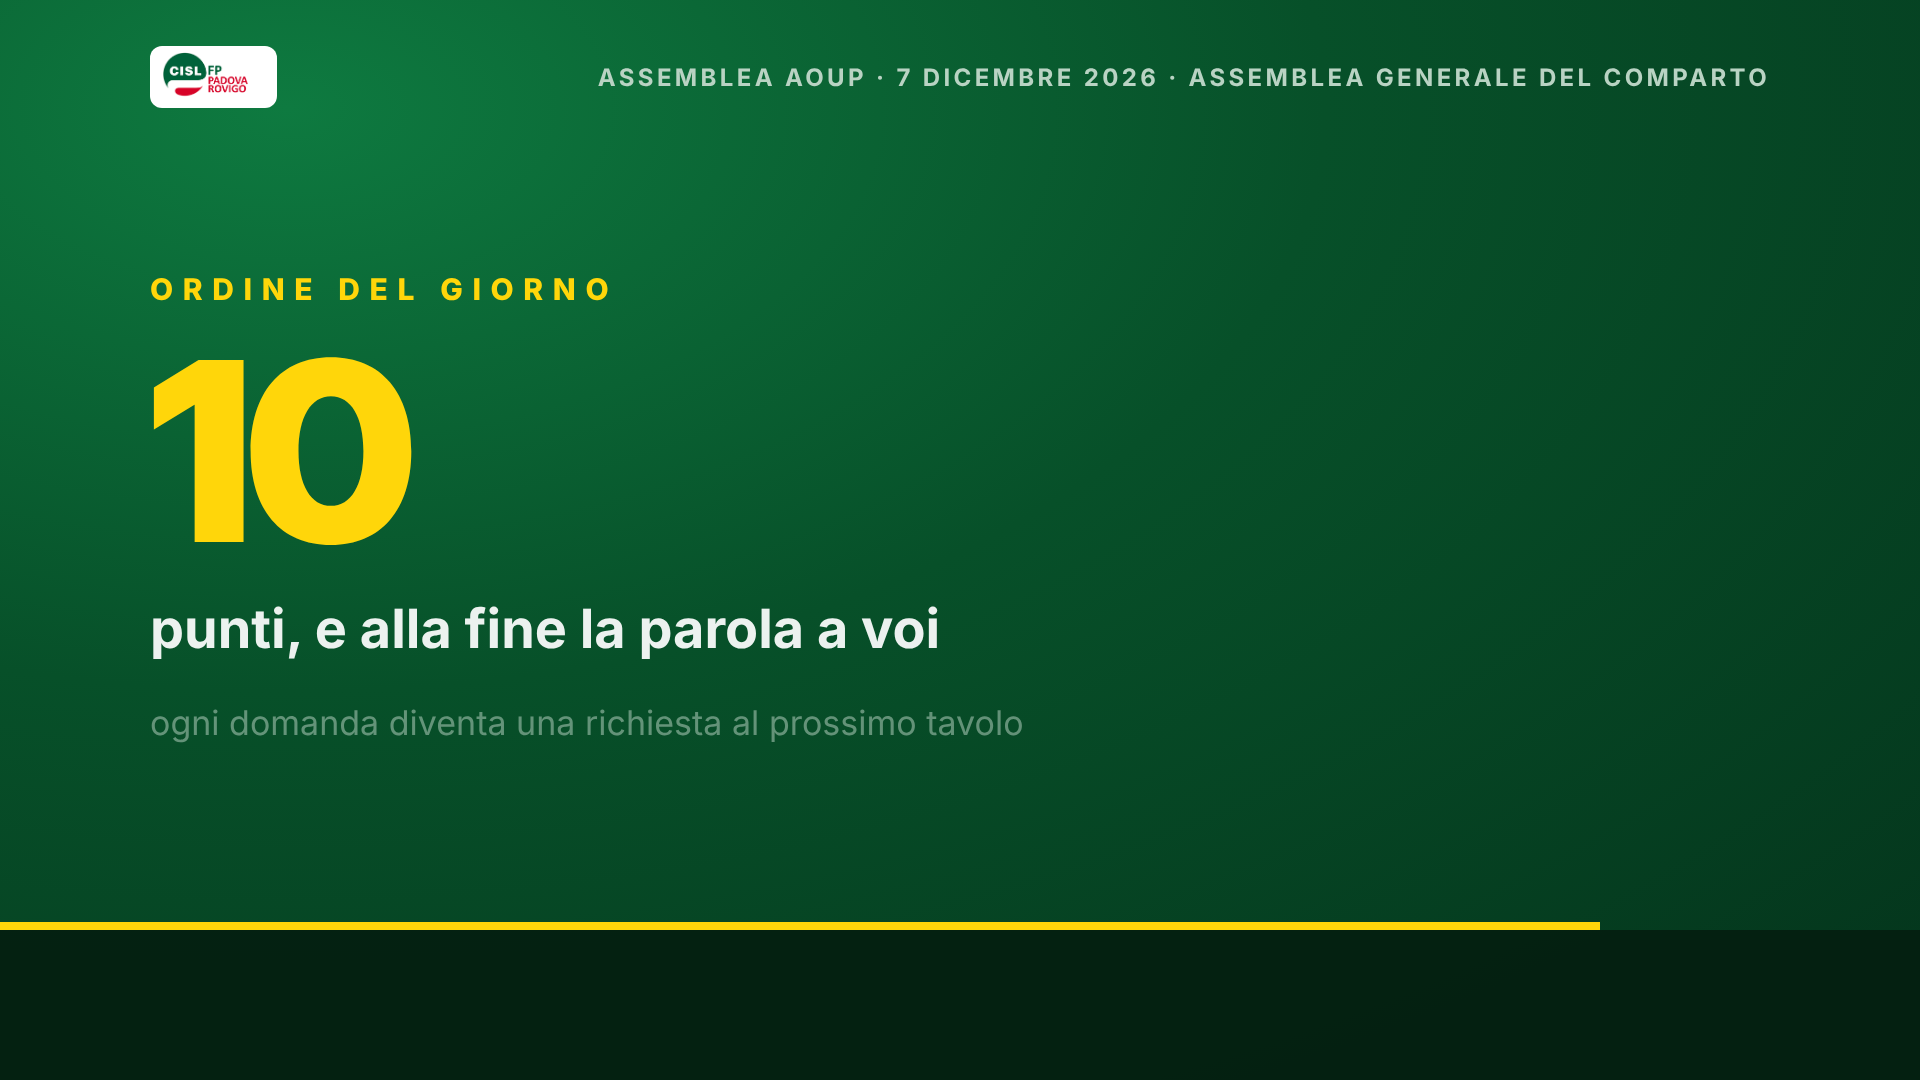 CISL FP
PADOVA
ROVIGO
ASSEMBLEA AOUP · 7 DICEMBRE 2026 · ASSEMBLEA GENERALE DEL COMPARTO
ORDINE DEL GIORNO
10
punti, e alla fine la parola a voi
ogni domanda diventa una richiesta al prossimo tavolo